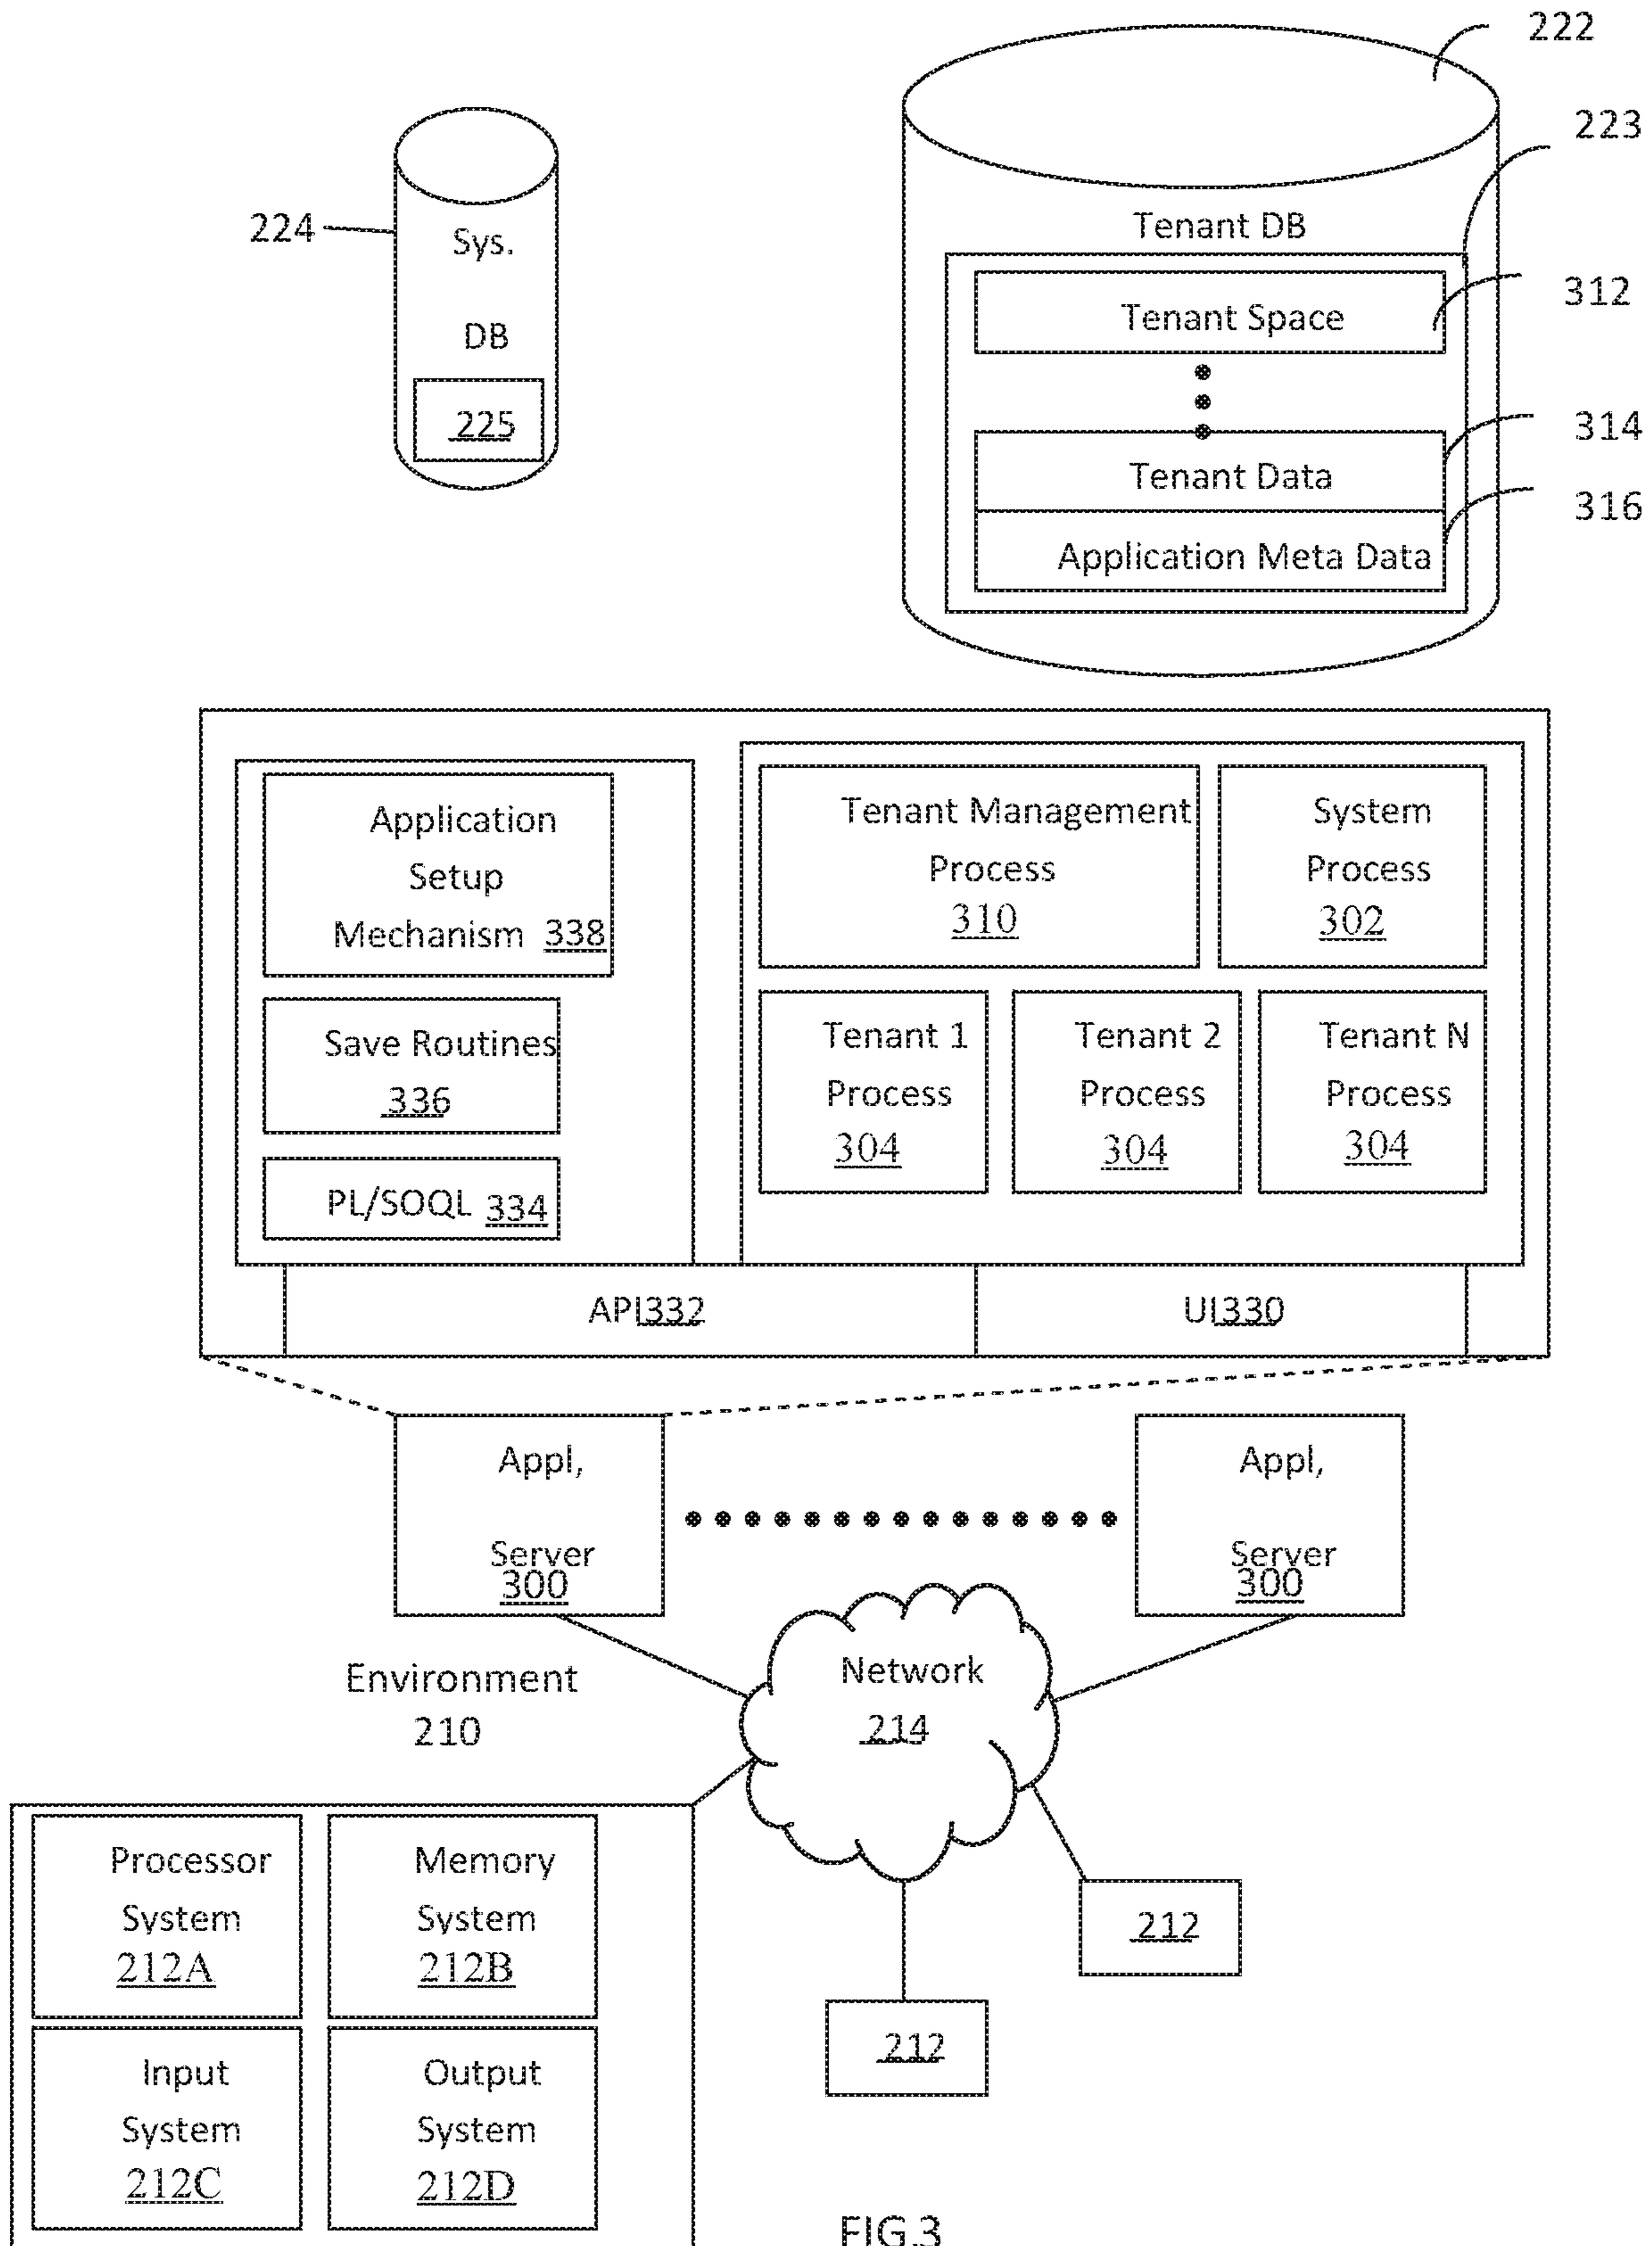 222
223
224
Sys.
DB
225
Tenant DB
Tenant Space
312
Tenant Data
314
Application Meta Data
316
Application
Setup
Mechanism 338
Save Routines
336
PL/SOQL 334
Tenant Management
Process
310
System
Process
302
Tenant 1
Process
304
Tenant 2
Process
304
Tenant N
Process
304
API332
UI330
Appl,
Server
300
Appl,
Server
300
Environment
210
Network
214
Processor
System
212A
Memory
System
212B
Input
System
212C
Output
System
212D
212
212
FIG.3